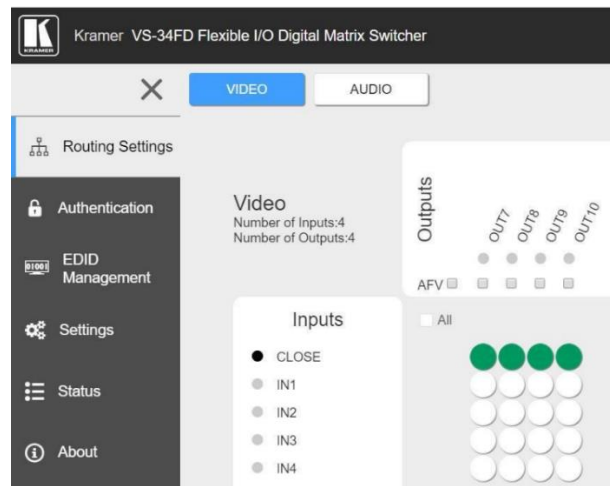 KRAMER
Kramer VS-34FD Flexible I/O Digital Matrix Switcher
VIDEO
AUDIO
Routing Settings
Authentication
01001
EDID
Management
Settings
Status
About
Video
Number of Inputs:4
Number of Outputs:4
Outputs
OUT7
OUT8
OUT9
OUT10
AFV
Inputs
All
CLOSE
IN1
IN2
IN3
IN4